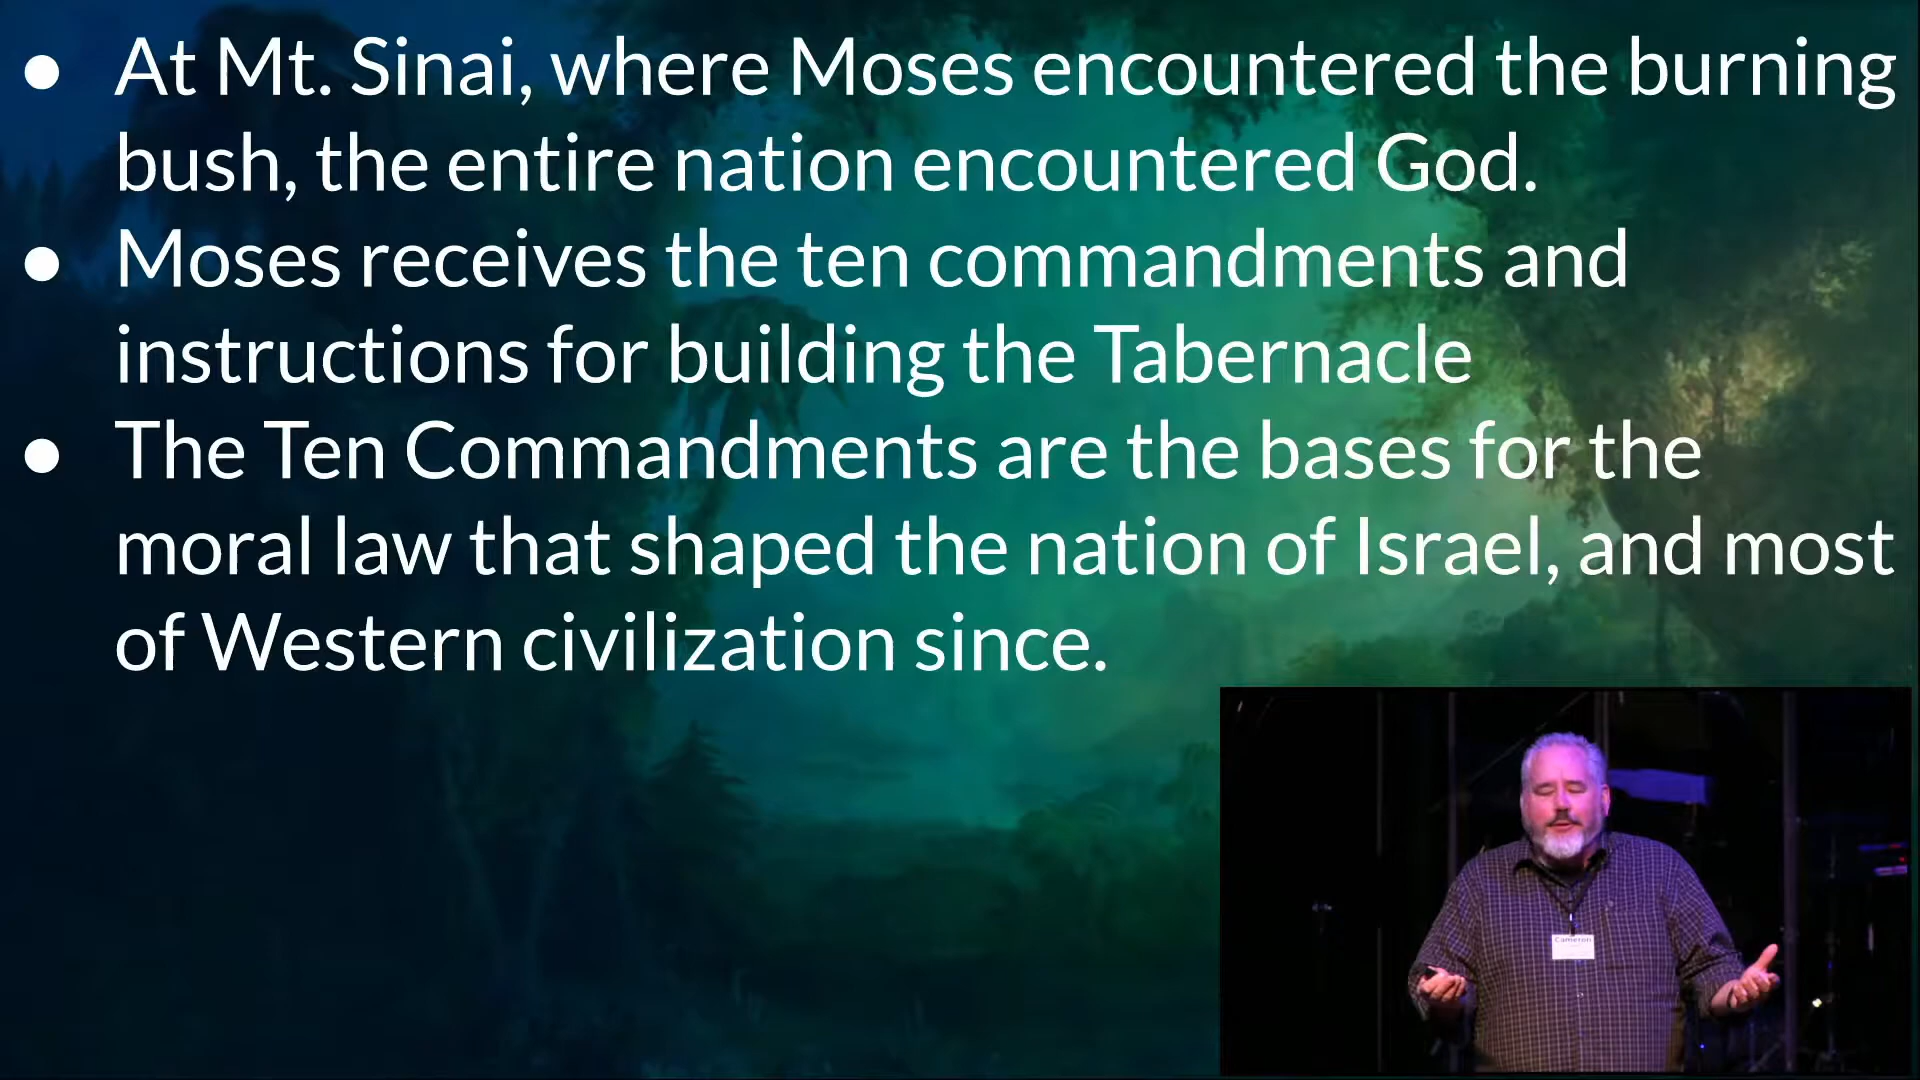 ● At Mt. Sinai, where Moses encountered the burning
bush, the entire nation encountered God.
● Moses receives the ten commandments and
instructions for building the Tabernacle
● The Ten Commandments are the bases for the
moral law that shaped the nation of Israel, and most
of Western civilization since.
Cameron